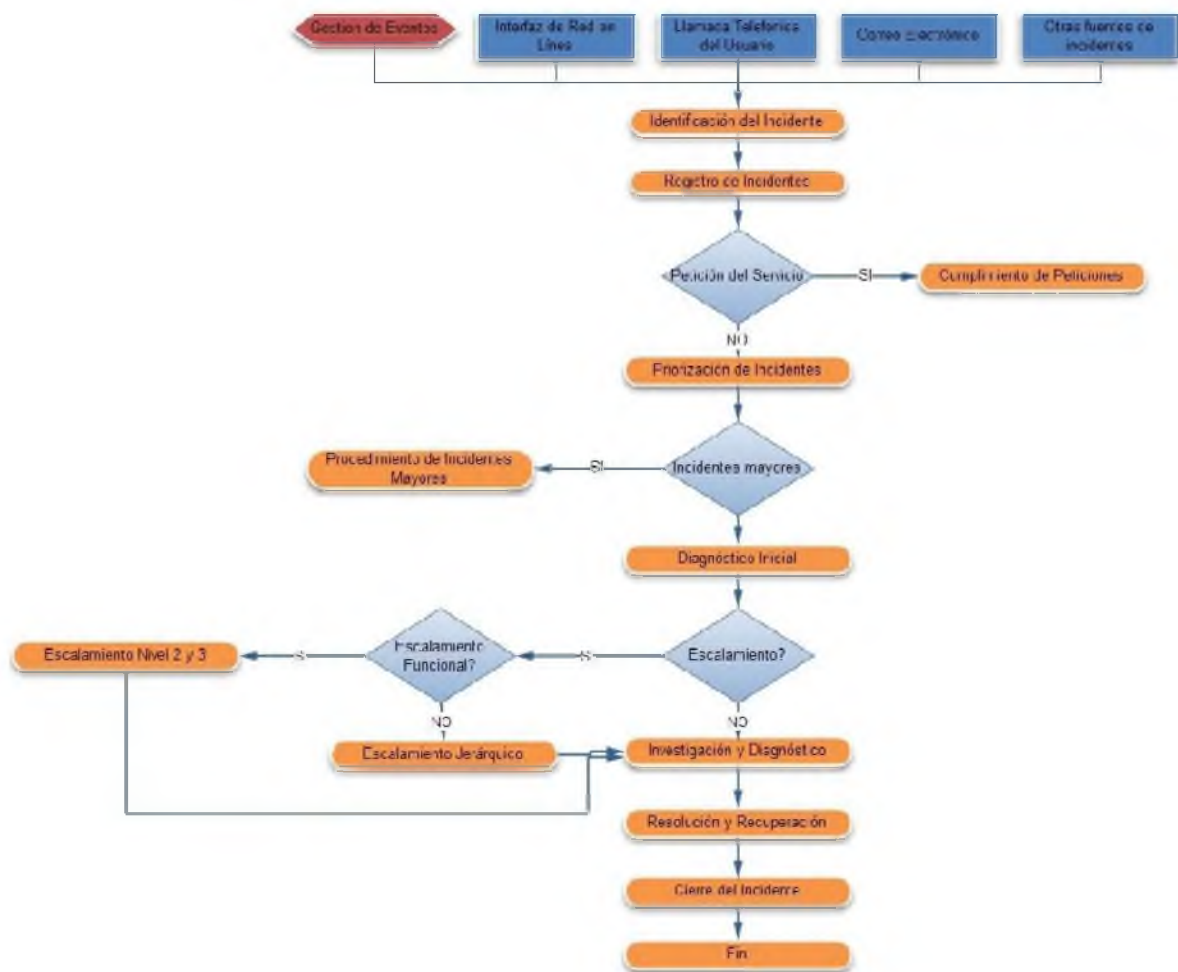 Gestion de Eventos
Interfaz de Red en
Línea
Llamada Telefónica
del Usuario
Correo Electrónico
Otras fuentes de
incidentes
Identificación del Incidente
Registro de Incidentes
Petición del Servicio
SI
Cumplimiento de Peticiones
NO
Priorización de Incidentes
Incidentes mayores
SI
Procedimiento de Incidentes
Mayores
Diagnóstico Inicial
Escalamiento?
SI
Escalamiento
Funcional?
SI
Escalamiento Nivel 2 y 3
NO
NO
Escalamiento Jerárquico
Investigación y Diagnóstico
Resolución y Recuperación
Cierre del Incidente
Fin